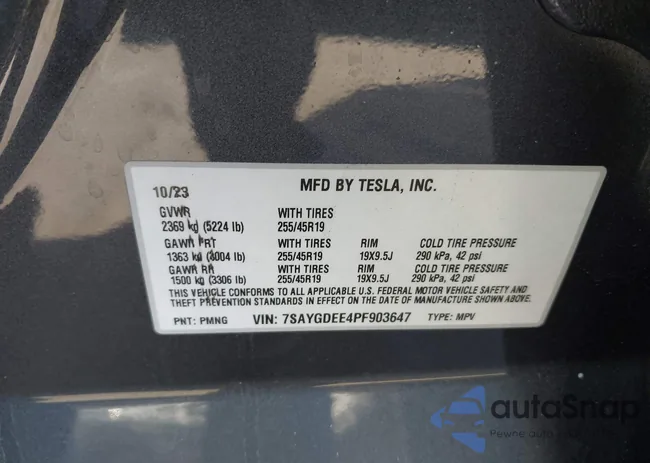 10/23
MFD BY TESLA, INC.
GVWR WITH TIRES
2369 kg (5224 lb) 255/45R19
GAWR FRT WITH TIRES RIM COLD TIRE PRESSURE
1363 kg (3004 lb) 255/45R19 19X9.5J 290 kPa, 42 psi
GAWR RR WITH TIRES RIM COLD TIRE PRESSURE
1500 kg (3306 lb) 255/45R19 19X9.5J 290 kPa, 42 psi
THIS VEHICLE CONFORMS TO ALL APPLICABLE U.S. FEDERAL MOTOR VEHICLE SAFETY AND
THEFT PREVENTION STANDARDS IN EFFECT ON THE DATE OF MANUFACTURE SHOWN ABOVE.
PNT: PMNG VIN: 7SAYGDEE4PF903647 TYPE: MPV
autoSnap
Pewne auto